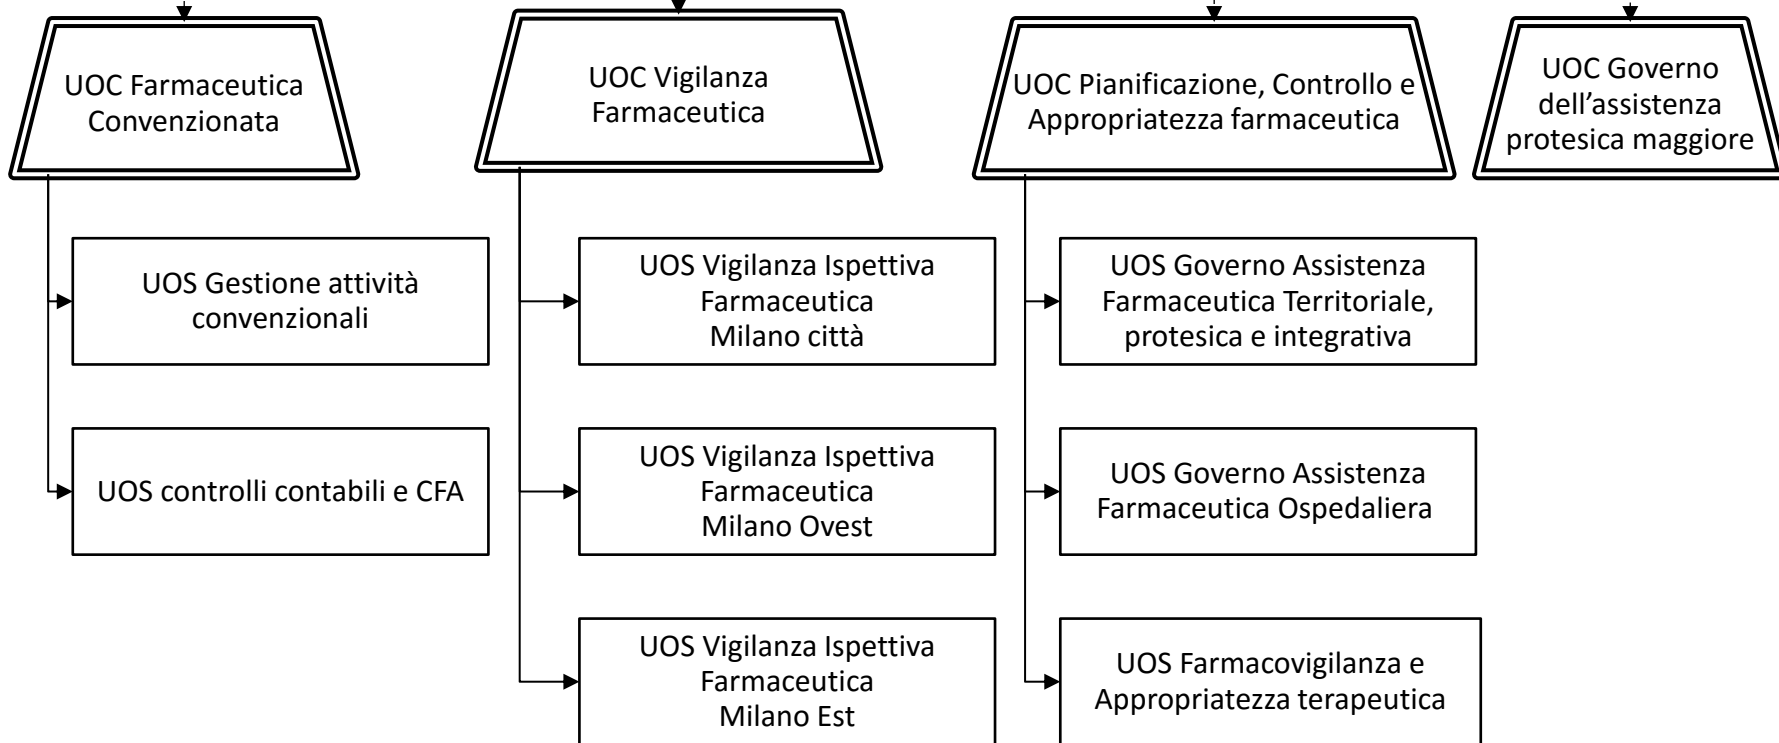 UOC Farmaceutica
Convenzionata
UOC Vigilanza
Farmaceutica
UOC Pianificazione, Controllo e
Appropriatezza farmaceutica
UOC Governo
dell’assistenza
protesica maggiore
UOS Gestione attività
convenzionali
UOS Vigilanza Ispettiva
Farmaceutica
Milano città
UOS Governo Assistenza
Farmaceutica Territoriale,
protesica e integrativa
UOS controlli contabili e CFA
UOS Vigilanza Ispettiva
Farmaceutica
Milano Ovest
UOS Governo Assistenza
Farmaceutica Ospedaliera
UOS Vigilanza Ispettiva
Farmaceutica
Milano Est
UOS Farmacovigilanza e
Appropriatezza terapeutica